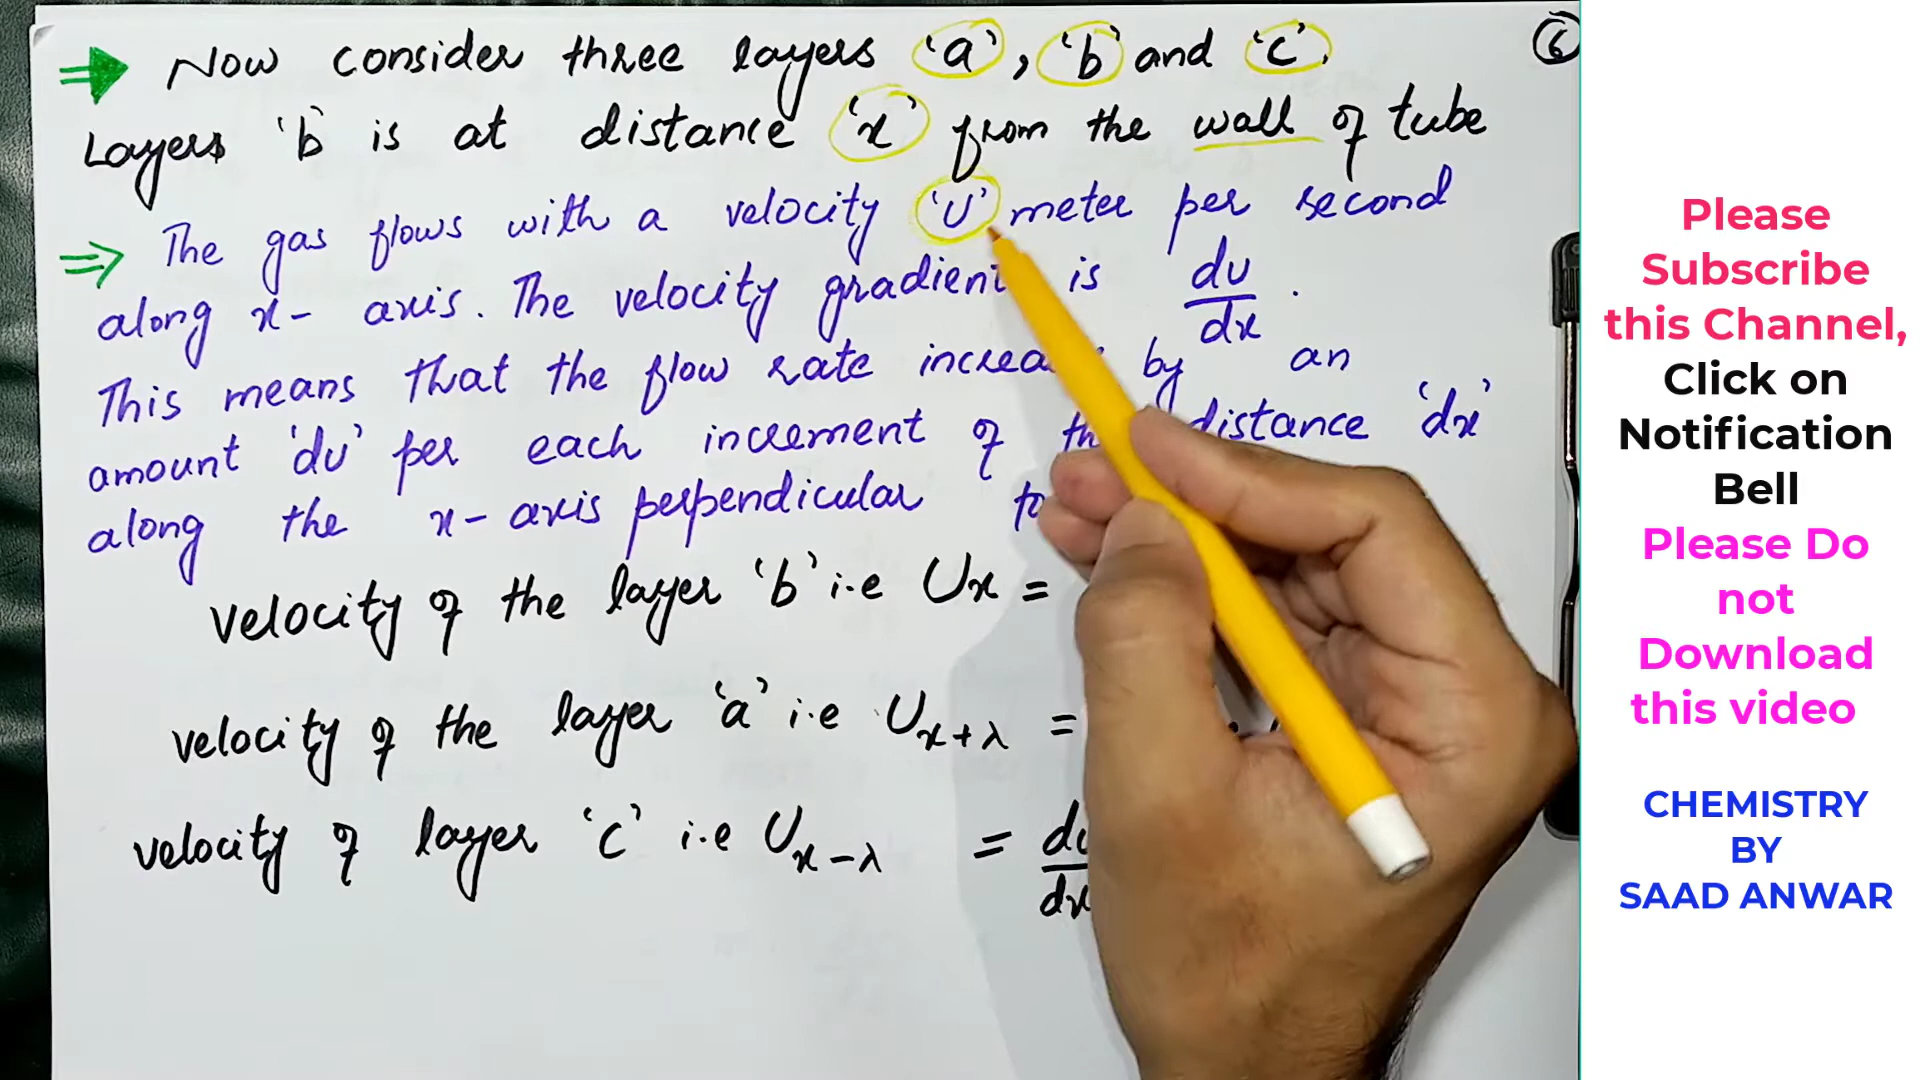 Now consider three layers 'a', 'b' and 'c'.
6
Layers 'b' is at distance 'x' from the wall of tube
The gas flows with a velocity 'U' meter per second
along x- axis. The velocity gradient is du/dx .
This means that the flow rate increa by an
amount 'du' per each increment of distance 'dx'
along the x-axis perpendicular to
velocity of the layer 'b' i.e Ux =
velocity of the layer 'a' i.e Ux+λ =
velocity of layer 'c' i.e Ux-λ = du/dx
Please
Subscribe
this Channel,
Click on
Notification
Bell
Please Do
not
Download
this video
CHEMISTRY
BY
SAAD ANWAR